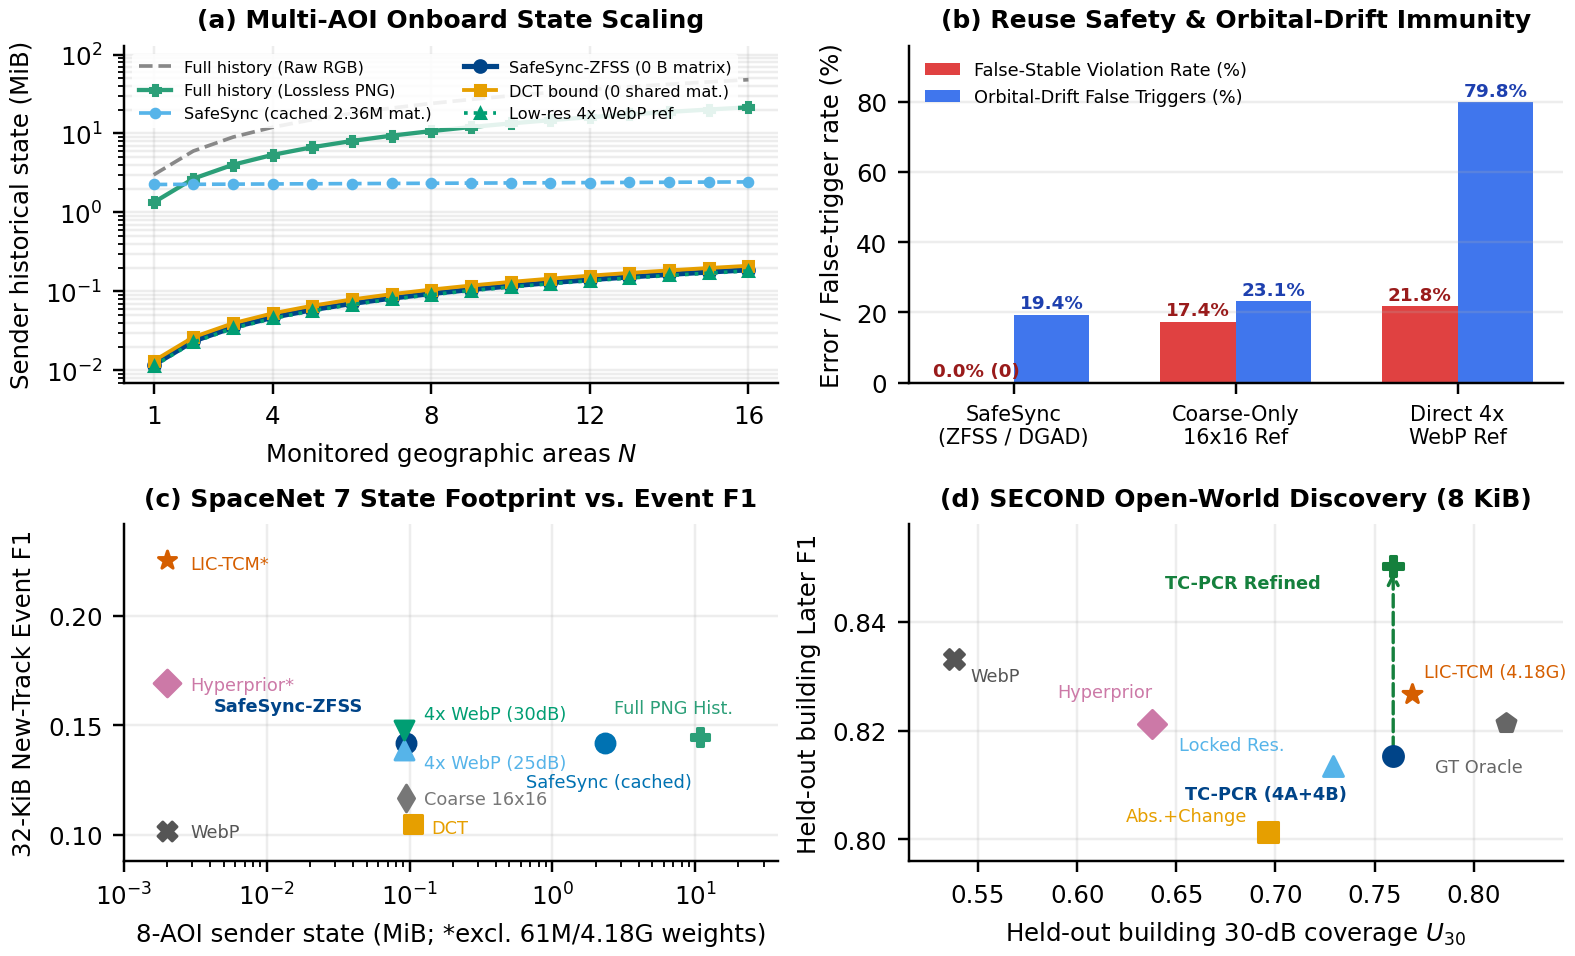 (a) Multi-AOI Onboard State Scaling
Sender historical state (MiB)
10²
10¹
10⁰
10⁻¹
10⁻²
Full history (Raw RGB)
Full history (Lossless PNG)
SafeSync (cached 2.36M mat.)
SafeSync-ZFSS (0 B matrix)
DCT bound (0 shared mat.)
Low-res 4x WebP ref
1
4
8
12
16
Monitored geographic areas N
(b) Reuse Safety & Orbital-Drift Immunity
Error / False-trigger rate (%)
80
60
40
20
0
False-Stable Violation Rate (%)
Orbital-Drift False Triggers (%)
0.0% (0)
19.4%
17.4%
23.1%
21.8%
79.8%
SafeSync
(ZFSS / DGAD)
Coarse-Only
16x16 Ref
Direct 4x
WebP Ref
(c) SpaceNet 7 State Footprint vs. Event F1
32-KiB New-Track Event F1
0.20
0.15
0.10
LIC-TCM*
Hyperprior*
SafeSync-ZFSS
4x WebP (30dB)
Full PNG Hist.
4x WebP (25dB)
SafeSync (cached)
Coarse 16x16
DCT
WebP
10⁻³
10⁻²
10⁻¹
10⁰
10¹
8-AOI sender state (MiB; *excl. 61M/4.18G weights)
(d) SECOND Open-World Discovery (8 KiB)
Held-out building Later F1
0.84
0.82
0.80
TC-PCR Refined
WebP
LIC-TCM (4.18G)
Hyperprior
Locked Res.
GT Oracle
TC-PCR (4A+4B)
Abs.+Change
0.55
0.60
0.65
0.70
0.75
0.80
Held-out building 30-dB coverage U₃₀